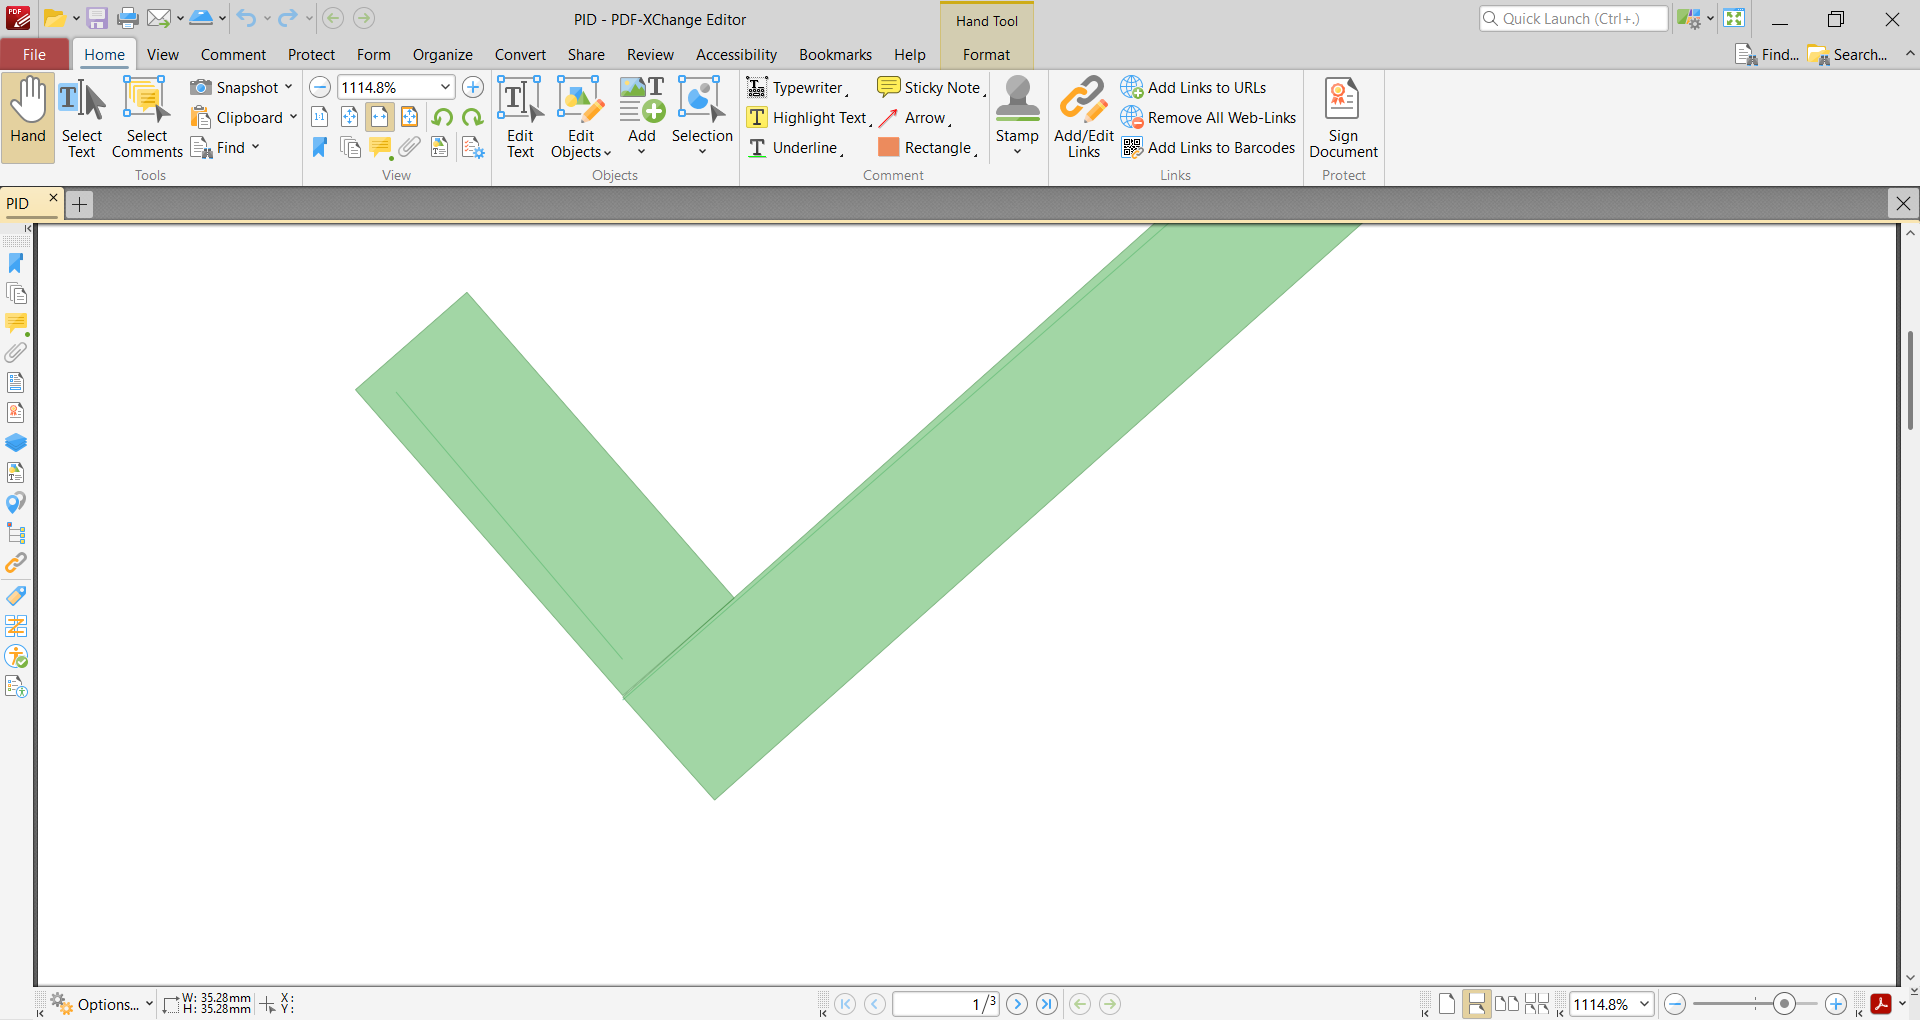 PID - PDF-XChange Editor
Hand Tool
Quick Launch (Ctrl+.)
File
Home
View
Comment
Protect
Form
Organize
Convert
Share
Review
Accessibility
Bookmarks
Help
Format
Find...
Search...
Hand
Select Text
Select Comments
Snapshot
Clipboard
Find
Tools
1114.8%
View
Edit Text
Edit Objects
Add
Selection
Objects
Typewriter
Highlight Text
Underline
Sticky Note
Arrow
Rectangle
Stamp
Comment
Add/Edit Links
Add Links to URLs
Remove All Web-Links
Add Links to Barcodes
Links
Sign Document
Protect
PID
Options...
W: 35.28mm
H: 35.28mm
X:
Y:
1/3
1114.8%